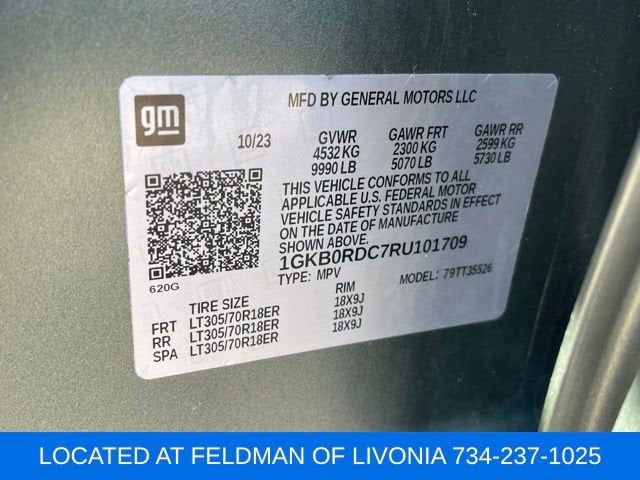 gm
MFD BY GENERAL MOTORS LLC
10/23 GVWR GAWR FRT GAWR RR
4532 KG 2300 KG 2599 KG
9990 LB 5070 LB 5730 LB
THIS VEHICLE CONFORMS TO ALL
APPLICABLE U.S. FEDERAL MOTOR
VEHICLE SAFETY STANDARDS IN EFFECT
ON THE DATE OF MANUFACTURE
SHOWN ABOVE.
1GKB0RDC7RU101709
TYPE: MPV MODEL: 79TT35526
620G
TIRE SIZE RIM
FRT LT305/70R18ER 18X9J
RR LT305/70R18ER 18X9J
SPA LT305/70R18ER 18X9J
LOCATED AT FELDMAN OF LIVONIA 734-237-1025